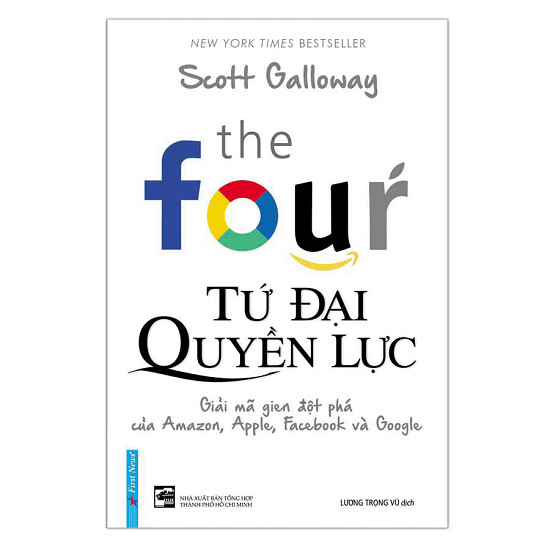 NEW YORK TIMES BESTSELLER
Scott Galloway
the
four
TỨ ĐẠI
QUYỀN LỰC
Giải mã gien đột phá
của Amazon, Apple, Facebook và Google
First News
NHÀ XUẤT BẢN TỔNG HỢP
THÀNH PHỐ HỒ CHÍ MINH
LƯƠNG TRỌNG VŨ dịch